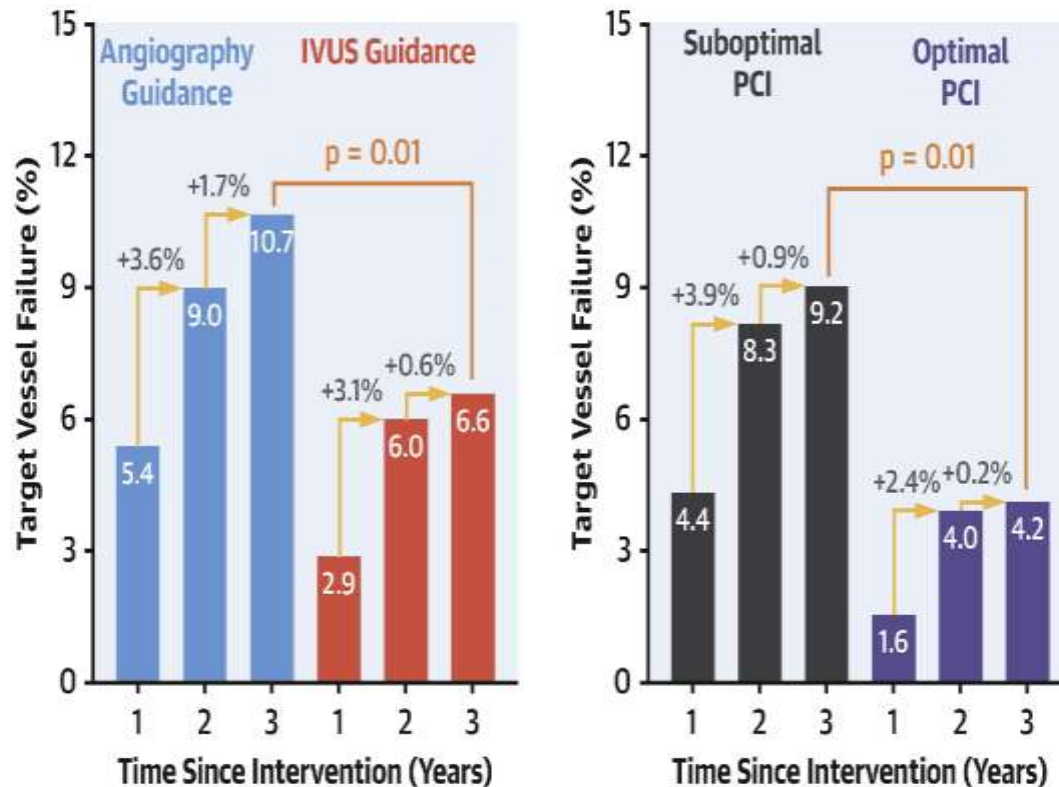 Target Vessel Failure (%)
15
12
9
6
3
0
Angiography
Guidance
IVUS Guidance
p = 0.01
+3.6%
+1.7%
+3.1%
+0.6%
5.4
9.0
10.7
2.9
6.0
6.6
1 2 3 1 2 3
Time Since Intervention (Years)
Target Vessel Failure (%)
15
12
9
6
3
0
Suboptimal
PCI
Optimal
PCI
p = 0.01
+3.9%
+0.9%
+2.4%
+0.2%
4.4
8.3
9.2
1.6
4.0
4.2
1 2 3 1 2 3
Time Since Intervention (Years)